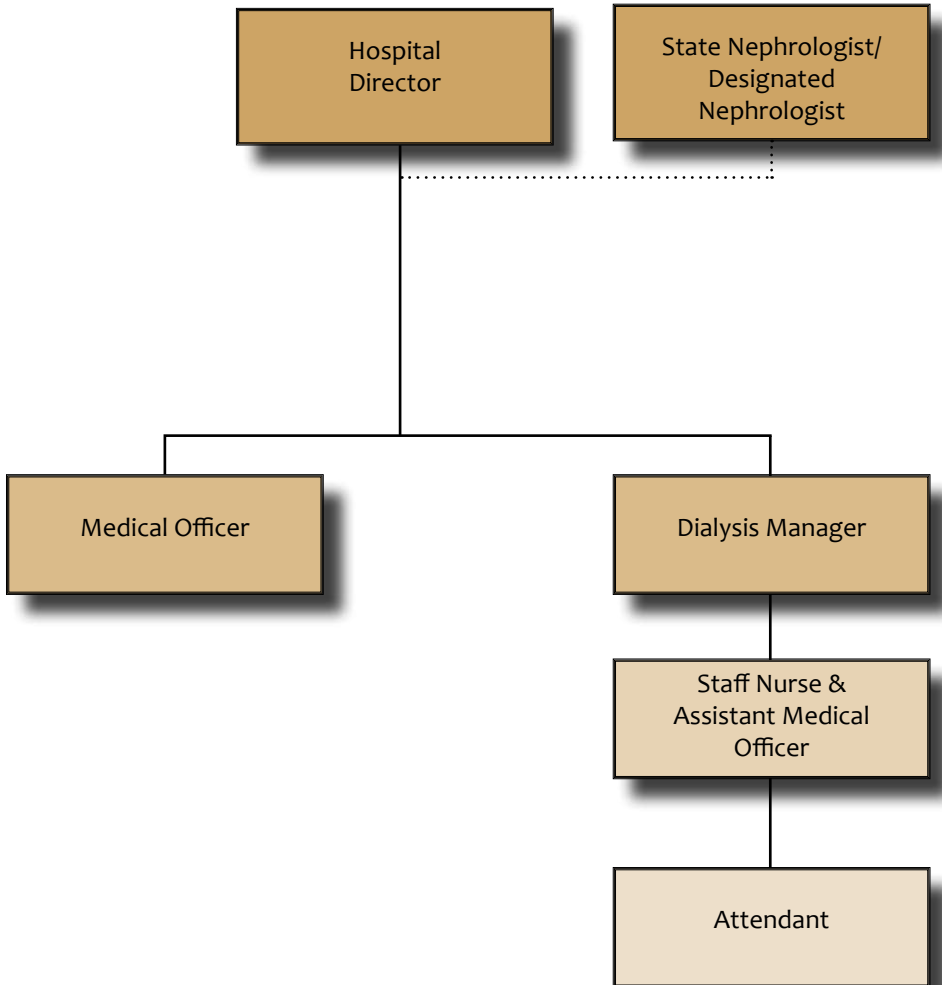 Hospital
Director
State Nephrologist/
Designated
Nephrologist
Medical Officer
Dialysis Manager
Staff Nurse &
Assistant Medical
Officer
Attendant